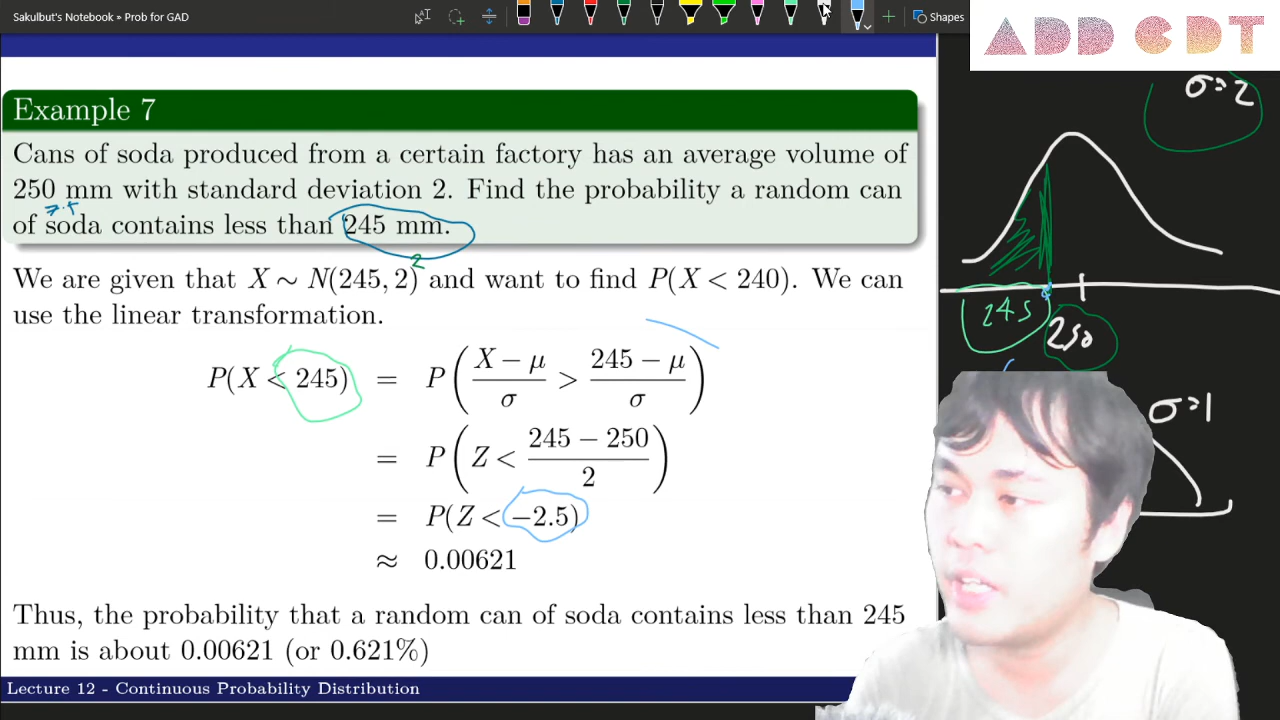 Sakulbut's Notebook » Prob for GAD
Shapes
ADD CDT
Example 7
Cans of soda produced from a certain factory has an average volume of
250 mm with standard deviation 2. Find the probability a random can
of soda contains less than 245 mm.
We are given that X ∼ N(245, 2)² and want to find P(X < 240). We can
use the linear transformation.
P(X < 245) = P((X − μ)/σ > (245 − μ)/σ)
= P(Z < (245 − 250)/2)
= P(Z < −2.5)
≈ 0.00621
Thus, the probability that a random can of soda contains less than 245
mm is about 0.00621 (or 0.621%)
Lecture 12 - Continuous Probability Distribution
σ=2
245
250
σ=1